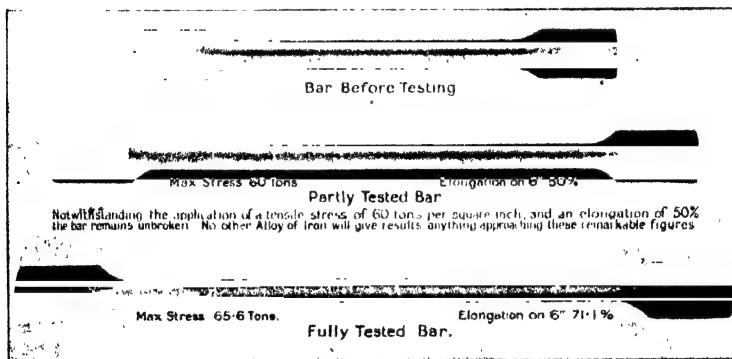 Bar Before Testing
Max Stress 60 Tons Elongation on 6" 50%
Partly Tested Bar
Notwithstanding the application of a tensile stress of 60 tons per square inch, and an elongation of 50%
the bar remains unbroken No other Alloy of Iron will give results anything approaching these remarkable figures
Max Stress 65·6 Tons. Elongation on 6" 71·1%
Fully Tested Bar.